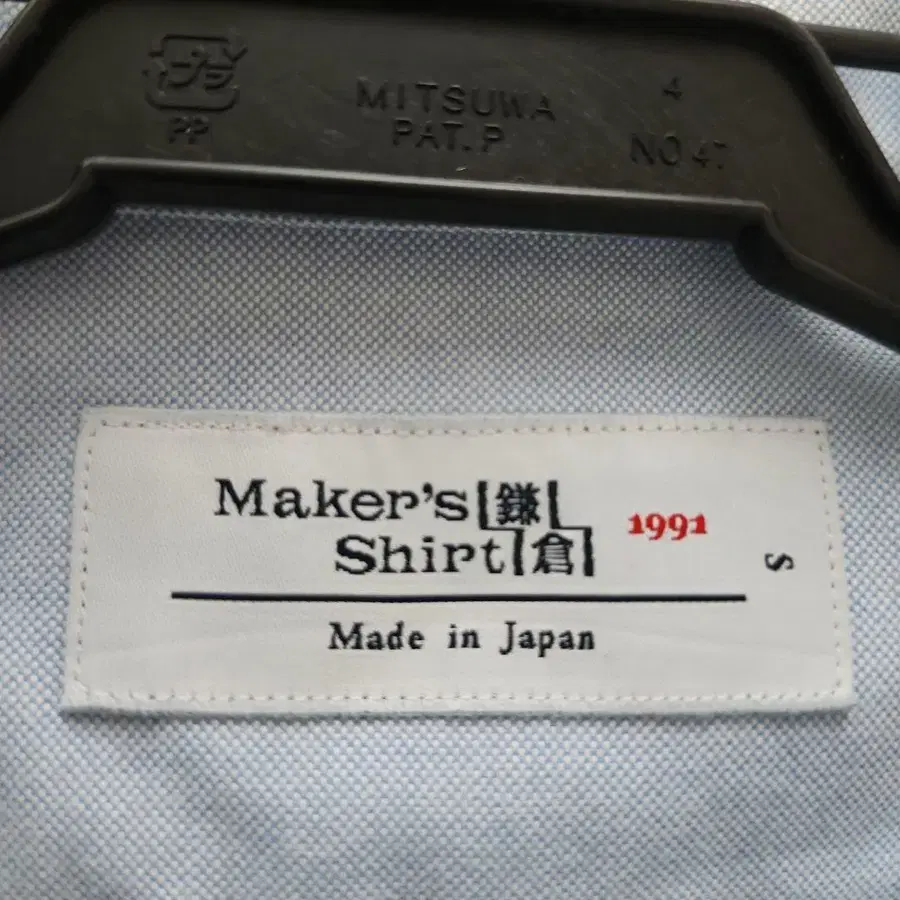 プラ
PP
MITSUWA
PAT.P
4
NO 47
Maker's 鎌
Shirt 倉
1991
S
Made in Japan